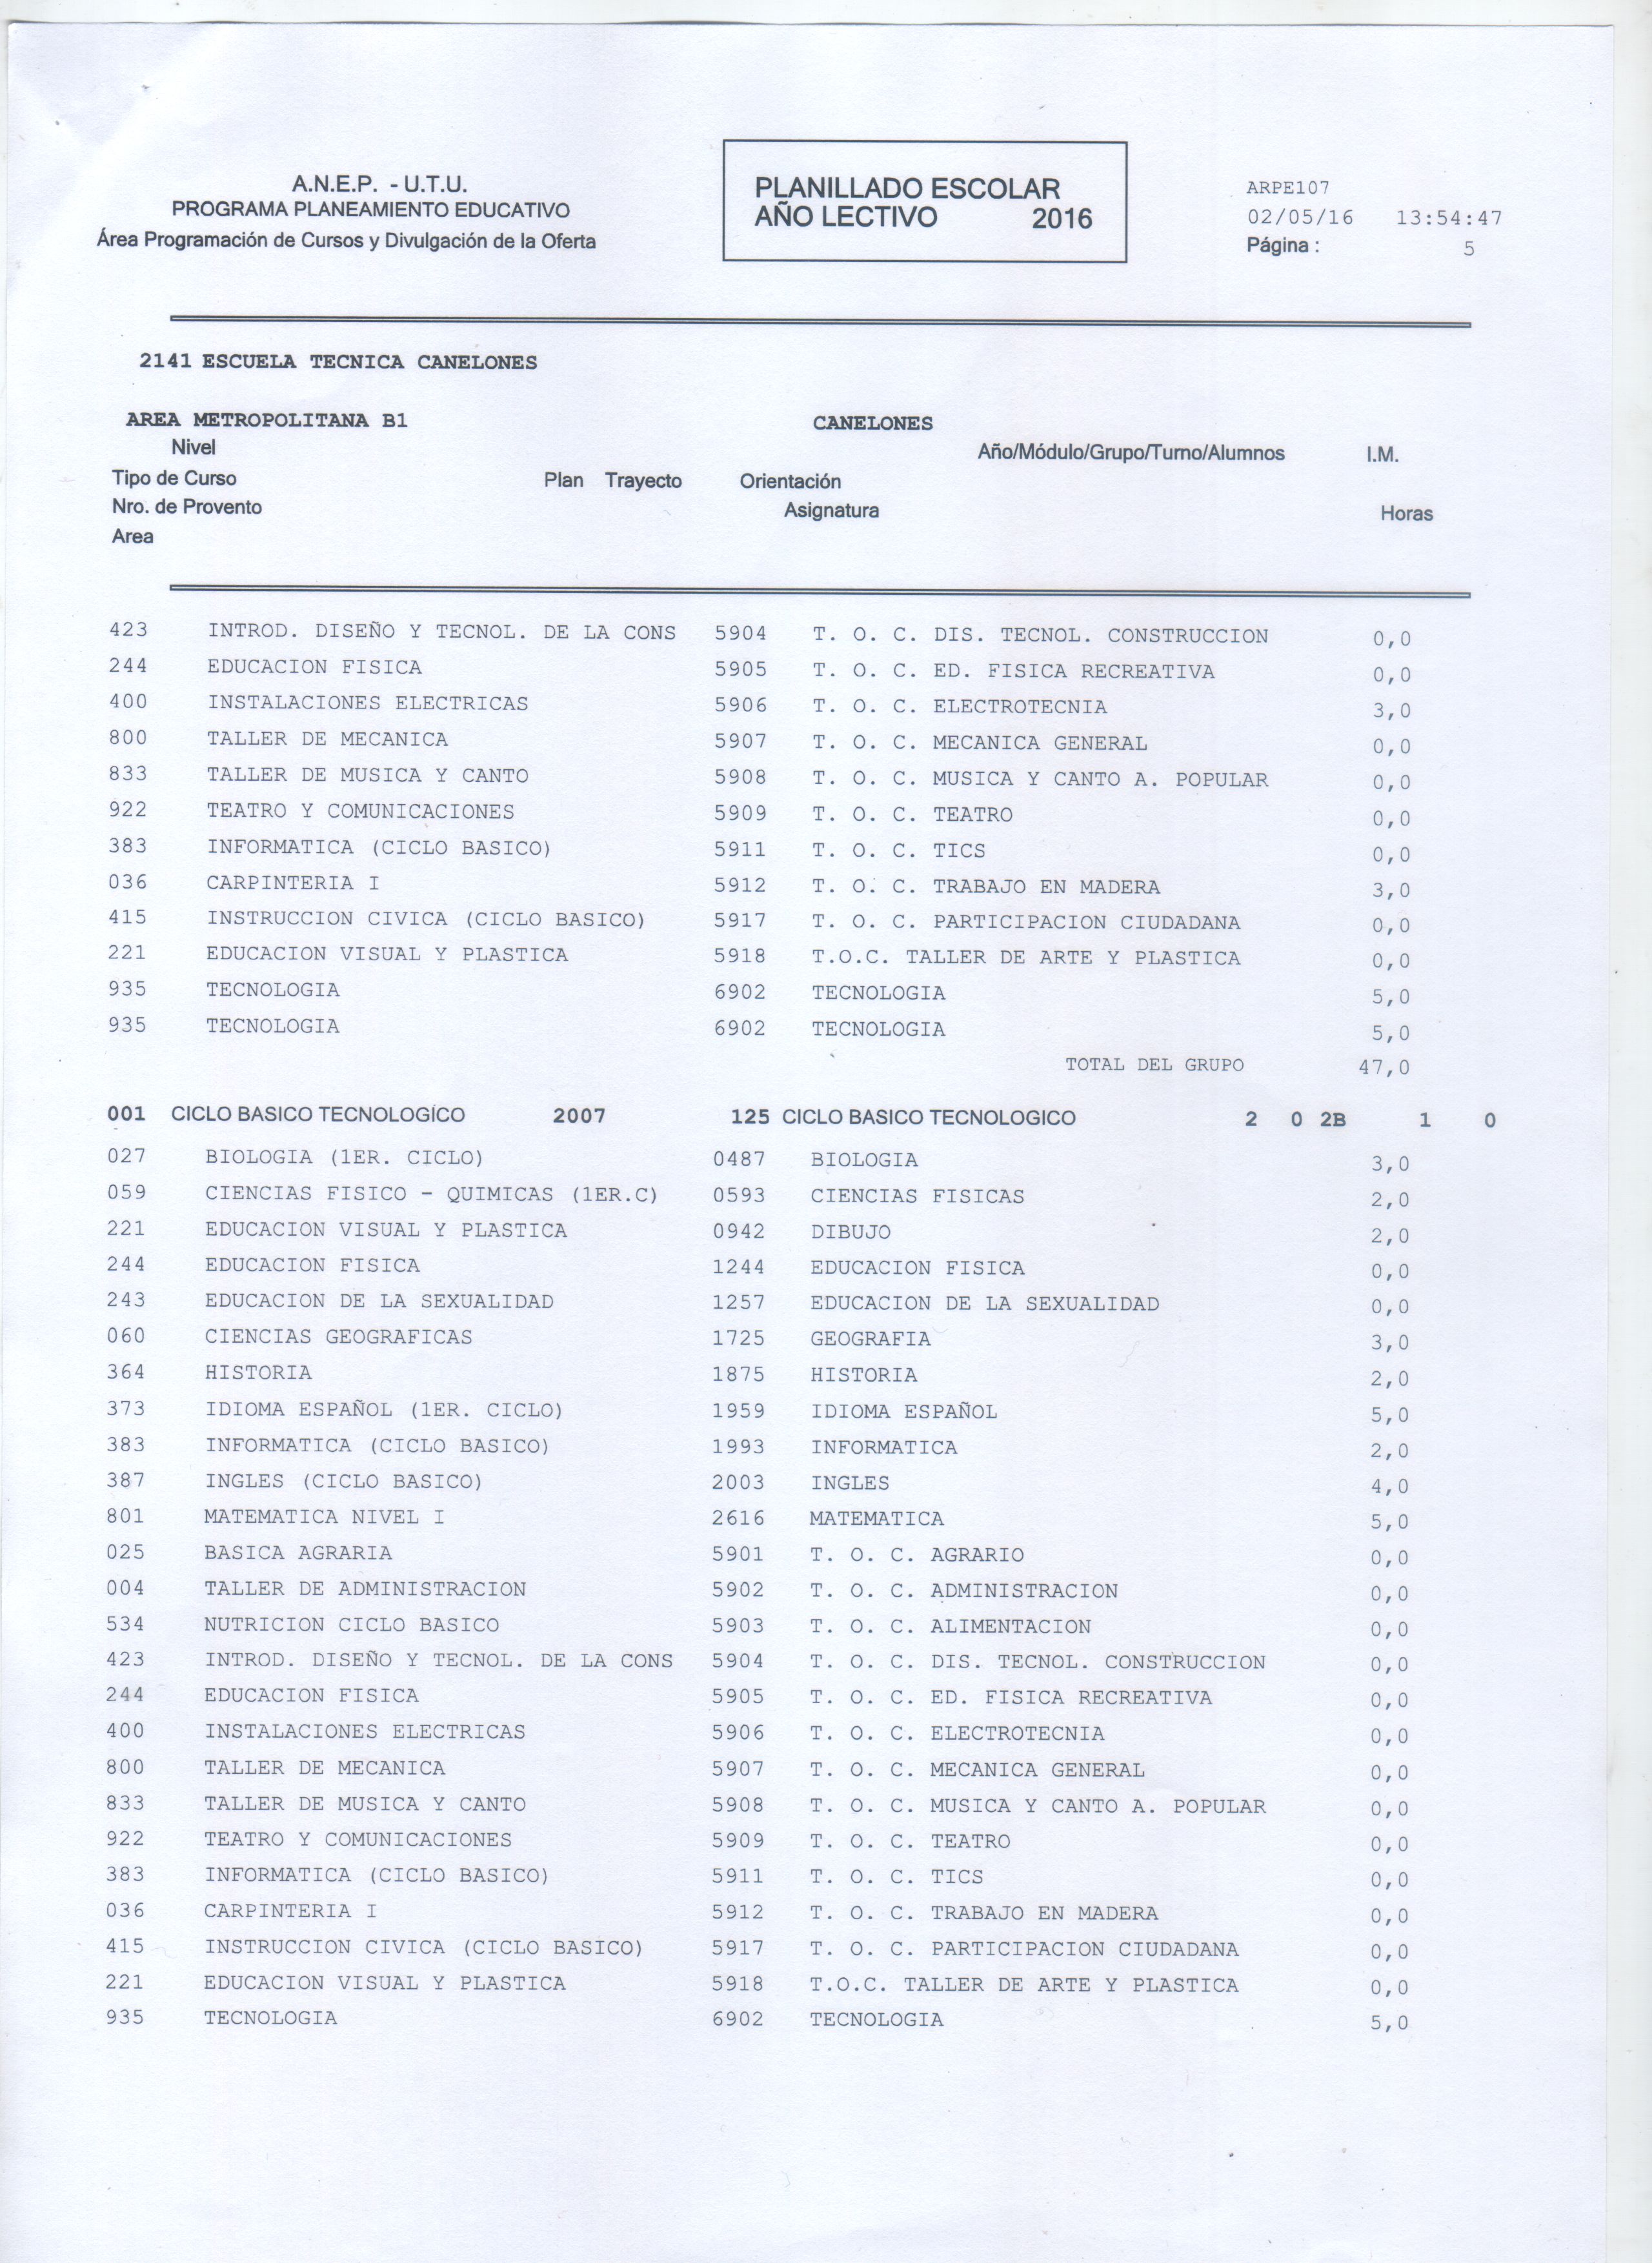 A.N.E.P. - U.T.U.
PROGRAMA PLANEAMIENTO EDUCATIVO
Área Programación de Cursos y Divulgación de la Oferta
PLANILLADO ESCOLAR
AÑO LECTIVO 2016
ARPE107
02/05/16 13:54:47
Página : 5
2141 ESCUELA TECNICA CANELONES
AREA METROPOLITANA B1 CANELONES
Nivel Año/Módulo/Grupo/Turno/Alumnos I.M.
Tipo de Curso Plan Trayecto Orientación
Nro. de Provento Asignatura Horas
Area
423 INTROD. DISEÑO Y TECNOL. DE LA CONS 5904 T. O. C. DIS. TECNOL. CONSTRUCCION 0,0
244 EDUCACION FISICA 5905 T. O. C. ED. FISICA RECREATIVA 0,0
400 INSTALACIONES ELECTRICAS 5906 T. O. C. ELECTROTECNIA 3,0
800 TALLER DE MECANICA 5907 T. O. C. MECANICA GENERAL 0,0
833 TALLER DE MUSICA Y CANTO 5908 T. O. C. MUSICA Y CANTO A. POPULAR 0,0
922 TEATRO Y COMUNICACIONES 5909 T. O. C. TEATRO 0,0
383 INFORMATICA (CICLO BASICO) 5911 T. O. C. TICS 0,0
036 CARPINTERIA I 5912 T. O. C. TRABAJO EN MADERA 3,0
415 INSTRUCCION CIVICA (CICLO BASICO) 5917 T. O. C. PARTICIPACION CIUDADANA 0,0
221 EDUCACION VISUAL Y PLASTICA 5918 T.O.C. TALLER DE ARTE Y PLASTICA 0,0
935 TECNOLOGIA 6902 TECNOLOGIA 5,0
935 TECNOLOGIA 6902 TECNOLOGIA 5,0
TOTAL DEL GRUPO 47,0
001 CICLO BASICO TECNOLOGÍCO 2007 125 CICLO BASICO TECNOLOGICO 2 0 2B 1 0
027 BIOLOGIA (1ER. CICLO) 0487 BIOLOGIA 3,0
059 CIENCIAS FISICO - QUIMICAS (1ER.C) 0593 CIENCIAS FISICAS 2,0
221 EDUCACION VISUAL Y PLASTICA 0942 DIBUJO 2,0
244 EDUCACION FISICA 1244 EDUCACION FISICA 0,0
243 EDUCACION DE LA SEXUALIDAD 1257 EDUCACION DE LA SEXUALIDAD 0,0
060 CIENCIAS GEOGRAFICAS 1725 GEOGRAFIA 3,0
364 HISTORIA 1875 HISTORIA 2,0
373 IDIOMA ESPAÑOL (1ER. CICLO) 1959 IDIOMA ESPAÑOL 5,0
383 INFORMATICA (CICLO BASICO) 1993 INFORMATICA 2,0
387 INGLES (CICLO BASICO) 2003 INGLES 4,0
801 MATEMATICA NIVEL I 2616 MATEMATICA 5,0
025 BASICA AGRARIA 5901 T. O. C. AGRARIO 0,0
004 TALLER DE ADMINISTRACION 5902 T. O. C. ADMINISTRACION 0,0
534 NUTRICION CICLO BASICO 5903 T. O. C. ALIMENTACION 0,0
423 INTROD. DISEÑO Y TECNOL. DE LA CONS 5904 T. O. C. DIS. TECNOL. CONSTRUCCION 0,0
244 EDUCACION FISICA 5905 T. O. C. ED. FISICA RECREATIVA 0,0
400 INSTALACIONES ELECTRICAS 5906 T. O. C. ELECTROTECNIA 0,0
800 TALLER DE MECANICA 5907 T. O. C. MECANICA GENERAL 0,0
833 TALLER DE MUSICA Y CANTO 5908 T. O. C. MUSICA Y CANTO A. POPULAR 0,0
922 TEATRO Y COMUNICACIONES 5909 T. O. C. TEATRO 0,0
383 INFORMATICA (CICLO BASICO) 5911 T. O. C. TICS 0,0
036 CARPINTERIA I 5912 T. O. C. TRABAJO EN MADERA 0,0
415 INSTRUCCION CIVICA (CICLO BASICO) 5917 T. O. C. PARTICIPACION CIUDADANA 0,0
221 EDUCACION VISUAL Y PLASTICA 5918 T.O.C. TALLER DE ARTE Y PLASTICA 0,0
935 TECNOLOGIA 6902 TECNOLOGIA 5,0